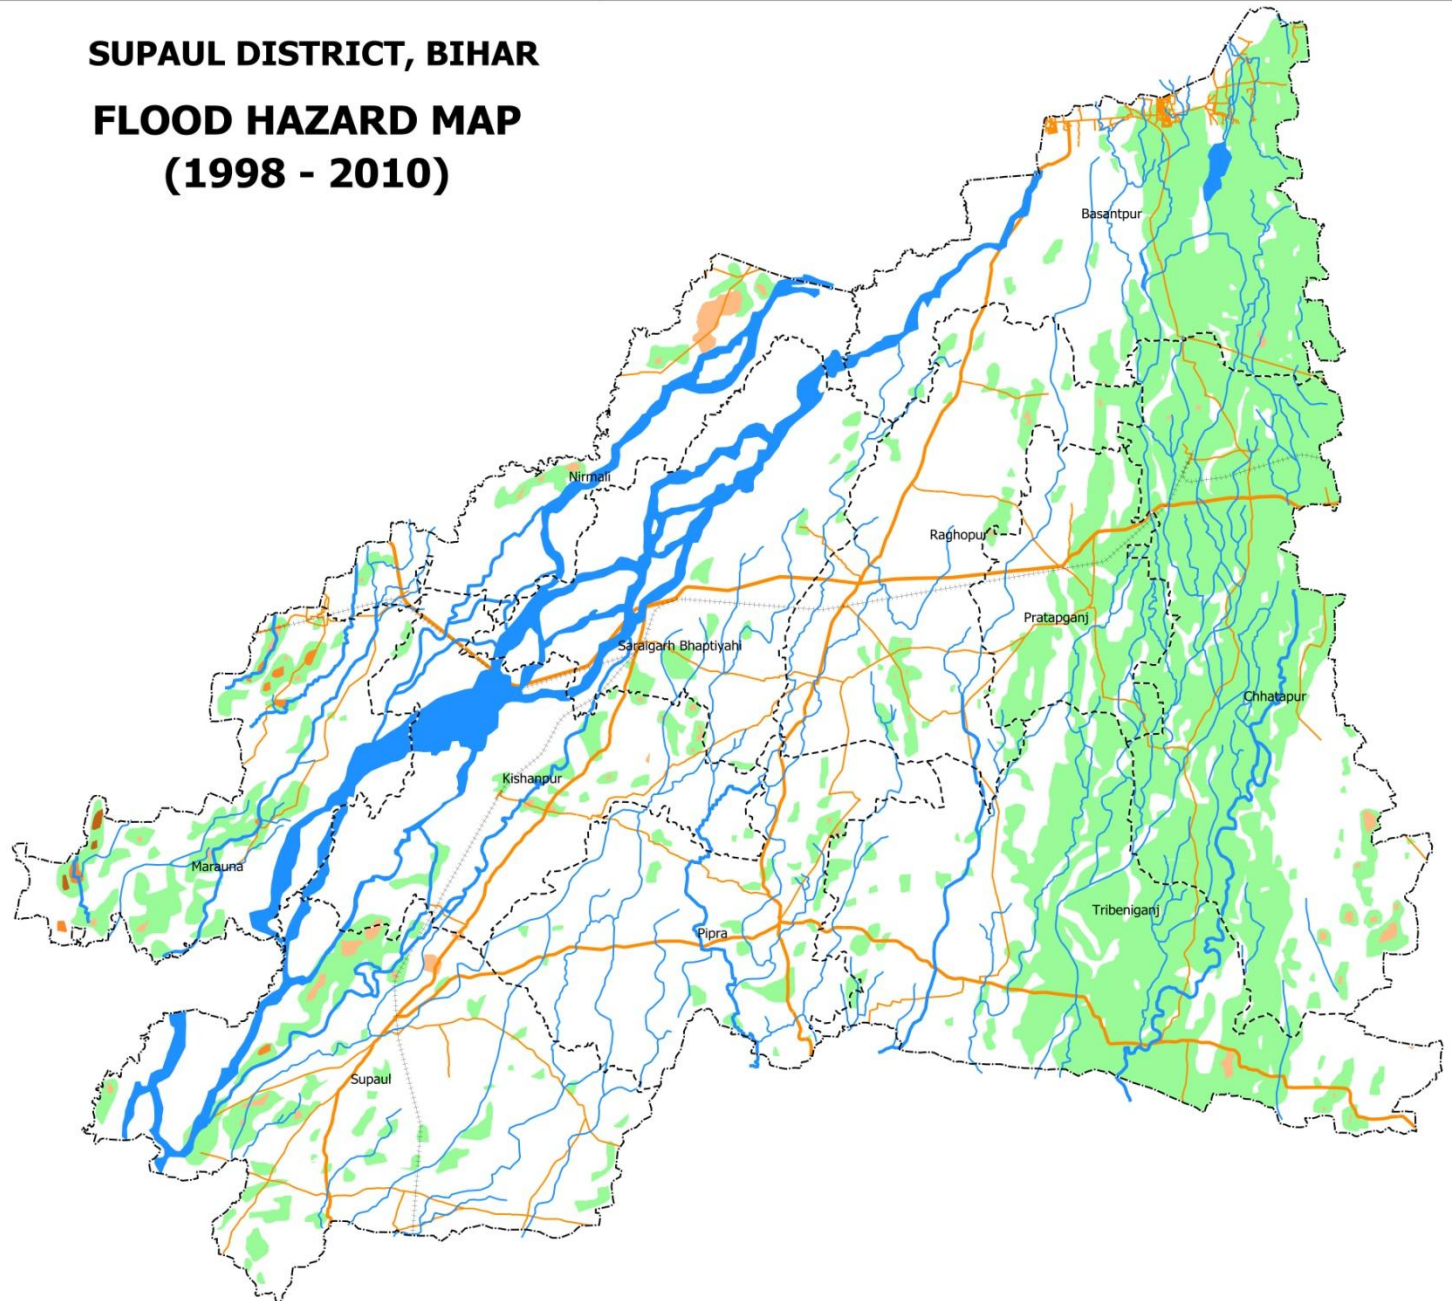 SUPAUL DISTRICT, BIHAR
FLOOD HAZARD MAP
(1998 - 2010)
Basantpur
Nirmali
Raghopur
Pratapganj
Saraigarh Bhaptiyahi
Chhatapur
Kishanpur
Marauna
Tribeniganj
Pipra
Supaul